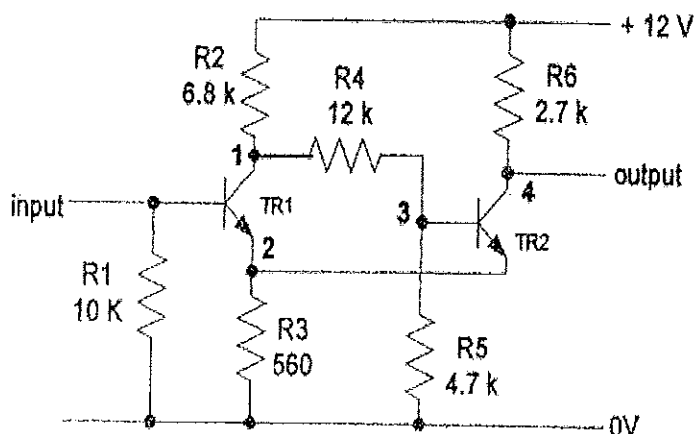 + 12 V
R2
6.8 k
R4
12 k
R6
2.7 k
1
output
4
input
TR1
3
TR2
2
R1
10 K
R3
560
R5
4.7 k
0V